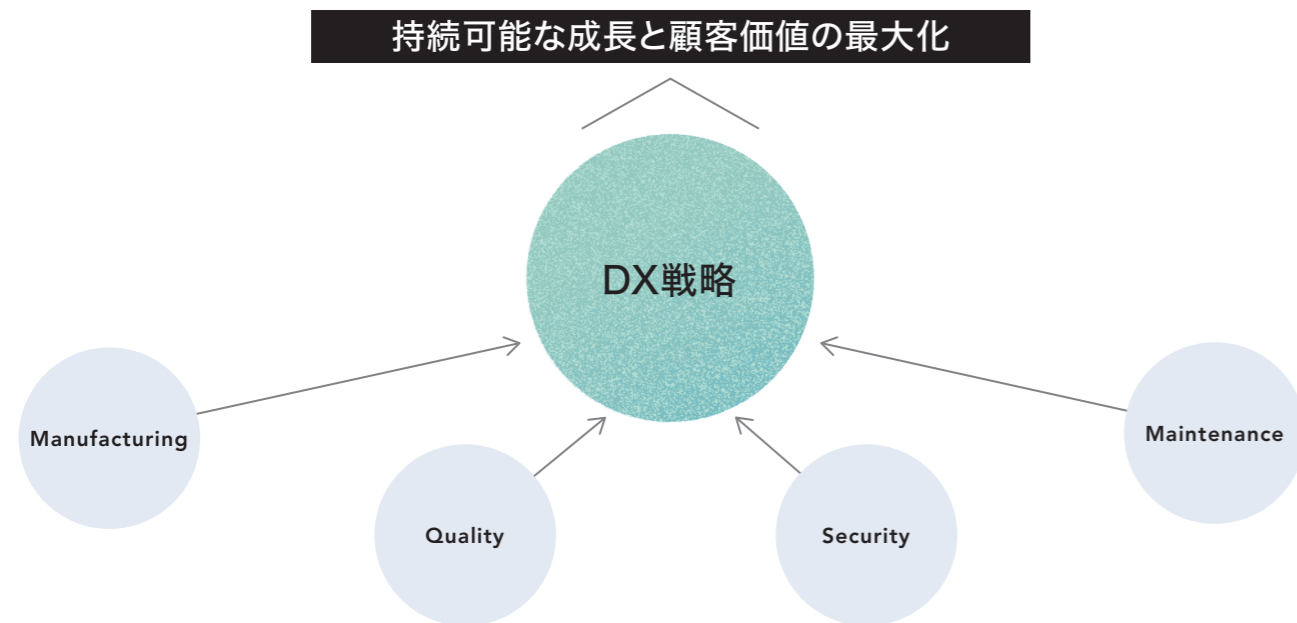 持続可能な成長と顧客価値の最大化
DX戦略
Manufacturing
Maintenance
Quality
Security